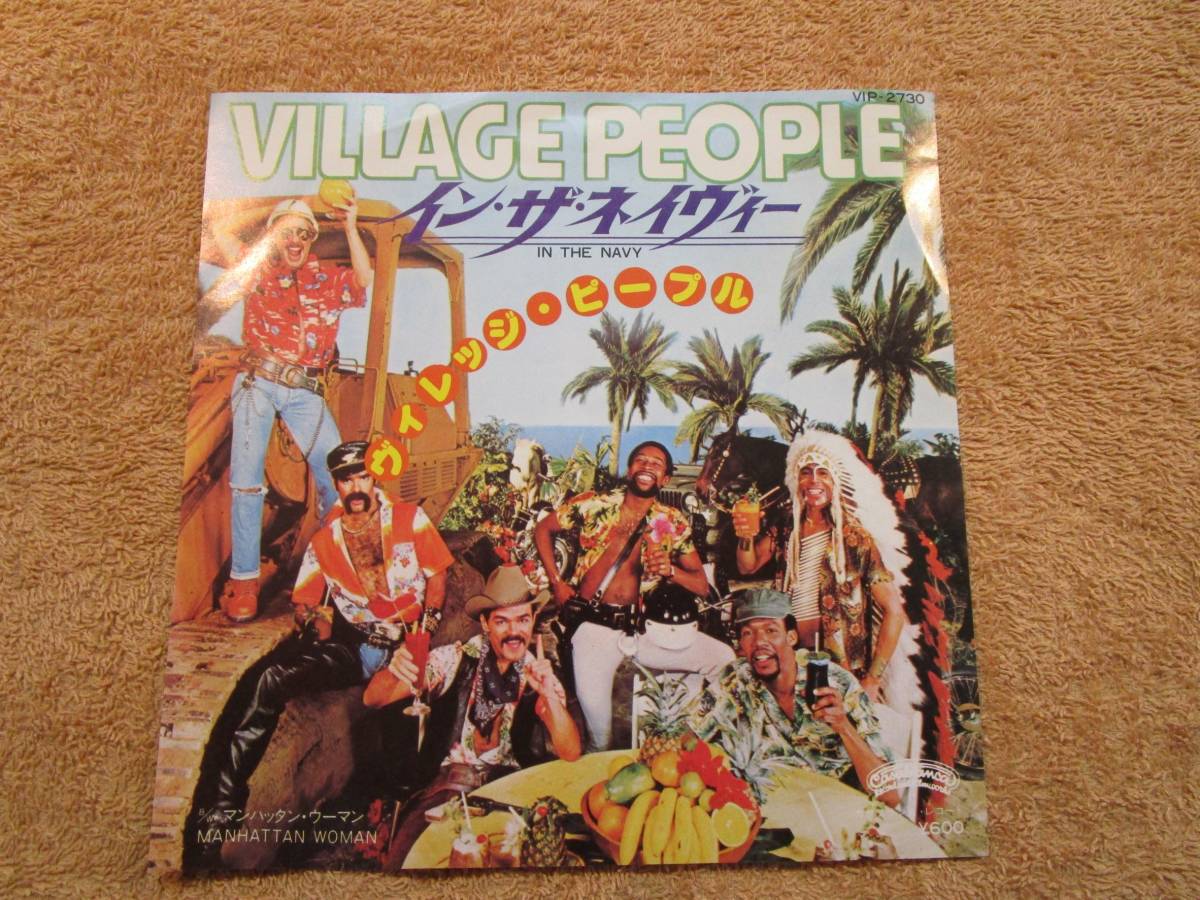 VIP-2730
VILLAGE PEOPLE
イン・ザ・ネイヴィー
IN THE NAVY
ヴィレッジ・ピープル
マンハッタン・ウーマン
MANHATTAN WOMAN
Casablanca
¥600